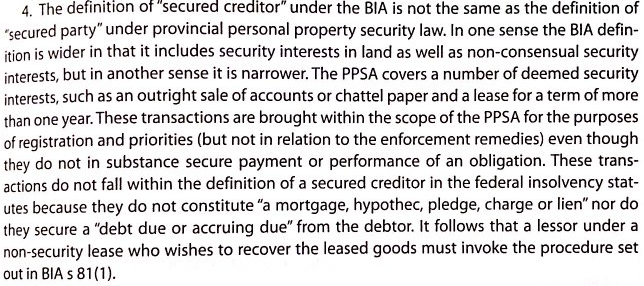 4. The definition of "secured creditor" under the BIA is not the same as the definition of
"secured party" under provincial personal property security law. In one sense the BIA defin-
ition is wider in that it includes security interests in land as well as non-consensual security
interests, but in another sense it is narrower. The PPSA covers a number of deemed security
interests, such as an outright sale of accounts or chattel paper and a lease for a term of more
than one year. These transactions are brought within the scope of the PPSA for the purposes
of registration and priorities (but not in relation to the enforcement remedies) even though
they do not in substance secure payment or performance of an obligation. These trans-
actions do not fall within the definition of a secured creditor in the federal insolvency stat-
utes because they do not constitute "a mortgage, hypothec, pledge, charge or lien" nor do
they secure a "debt due or accruing due" from the debtor. It follows that a lessor under a
non-security lease who wishes to recover the leased goods must invoke the procedure set
out in BIA s 81(1).